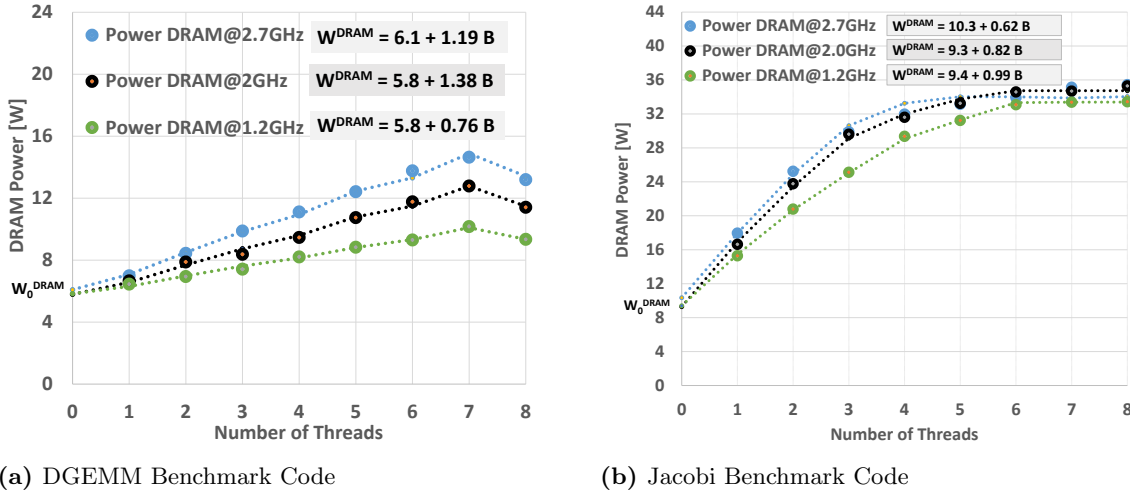 24
20
16
12
8
4
0
DRAM Power [W]
W₀ᴰᴿᴬᴹ
Power DRAM@2.7GHz
W^DRAM = 6.1 + 1.19 B
Power DRAM@2GHz
W^DRAM = 5.8 + 1.38 B
Power DRAM@1.2GHz
W^DRAM = 5.8 + 0.76 B
0 1 2 3 4 5 6 7 8
Number of Threads
(a) DGEMM Benchmark Code
44
40
36
32
28
24
20
16
12
8
4
0
DRAM Power [W]
W₀ᴰᴿᴬᴹ
Power DRAM@2.7GHz
W^DRAM = 10.3 + 0.62 B
Power DRAM@2.0GHz
W^DRAM = 9.3 + 0.82 B
Power DRAM@1.2GHz
W^DRAM = 9.4 + 0.99 B
0 1 2 3 4 5 6 7 8
Number of Threads
(b) Jacobi Benchmark Code